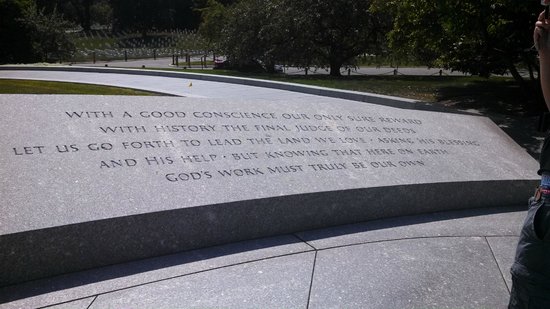 WITH A GOOD CONSCIENCE OUR ONLY SURE REWARD
WITH HISTORY THE FINAL JUDGE OF OUR DEEDS
LET US GO FORTH TO LEAD THE LAND WE LOVE · ASKING HIS BLESSING
AND HIS HELP · BUT KNOWING THAT HERE ON EARTH
GOD'S WORK MUST TRULY BE OUR OWN